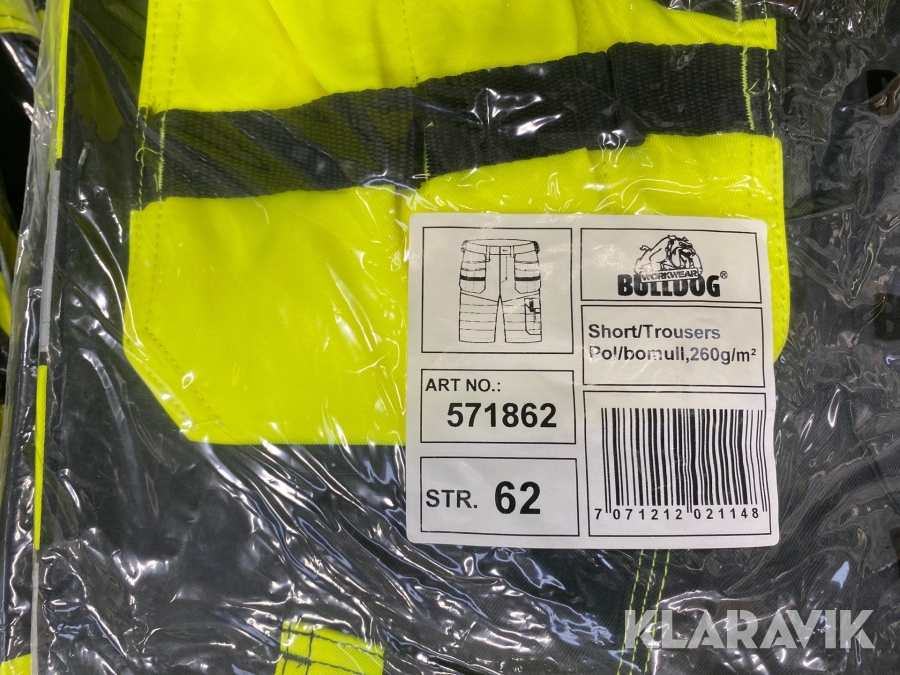 WORKWEAR
BULLDOG®
Short/Trousers
Pol/bomull,260g/m²
ART NO.:
571862
STR. 62
7 071212 021148
KLARAVIK